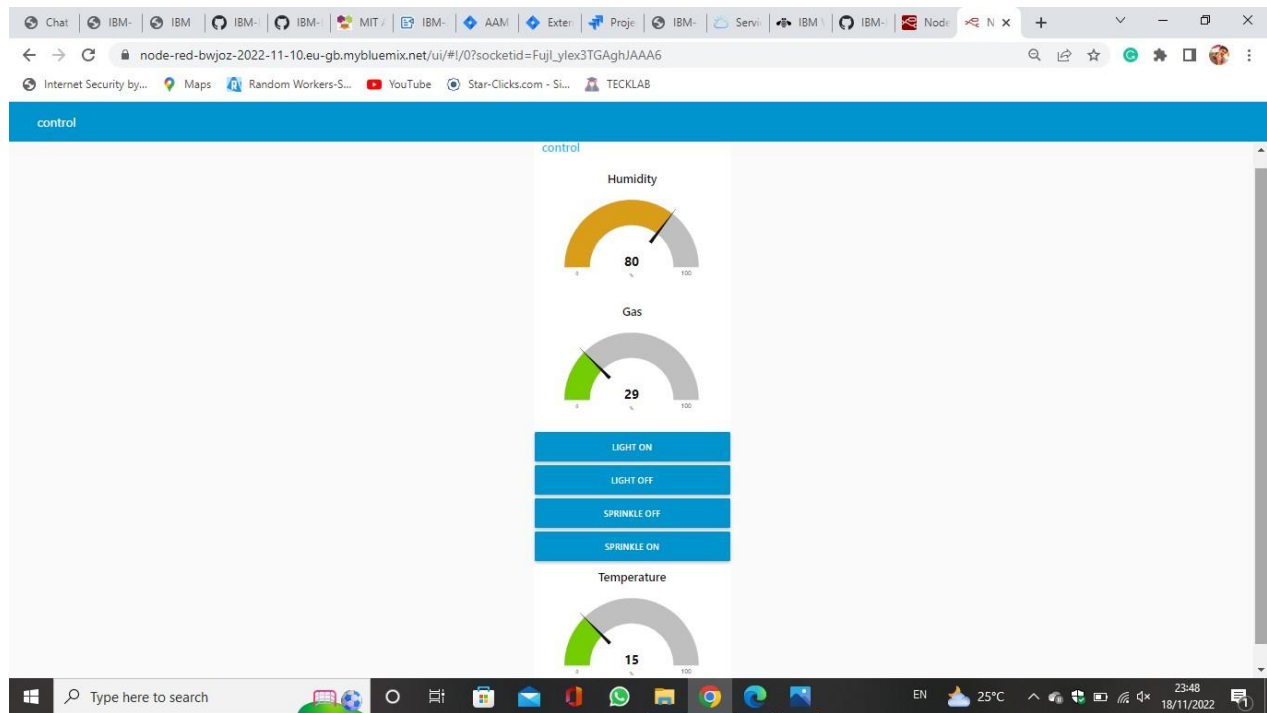 Chat
IBM-
IBM
IBM-
IBM-
MIT
IBM-
AAM
Exter
Proje
IBM-
Servi
IBM
IBM-
Node
N
node-red-bwjoz-2022-11-10.eu-gb.mybluemix.net/ui/#!/0?socketid=FujI_ylex3TGAghJAAA6
Internet Security by...
Maps
Random Workers-S...
YouTube
Star-Clicks.com - Si...
TECKLAB
control
control
Humidity
80
0 % 100
Gas
29
0 % 100
LIGHT ON
LIGHT OFF
SPRINKLE OFF
SPRINKLE ON
Temperature
15
100
Type here to search
EN
25°C
23:48
18/11/2022
1